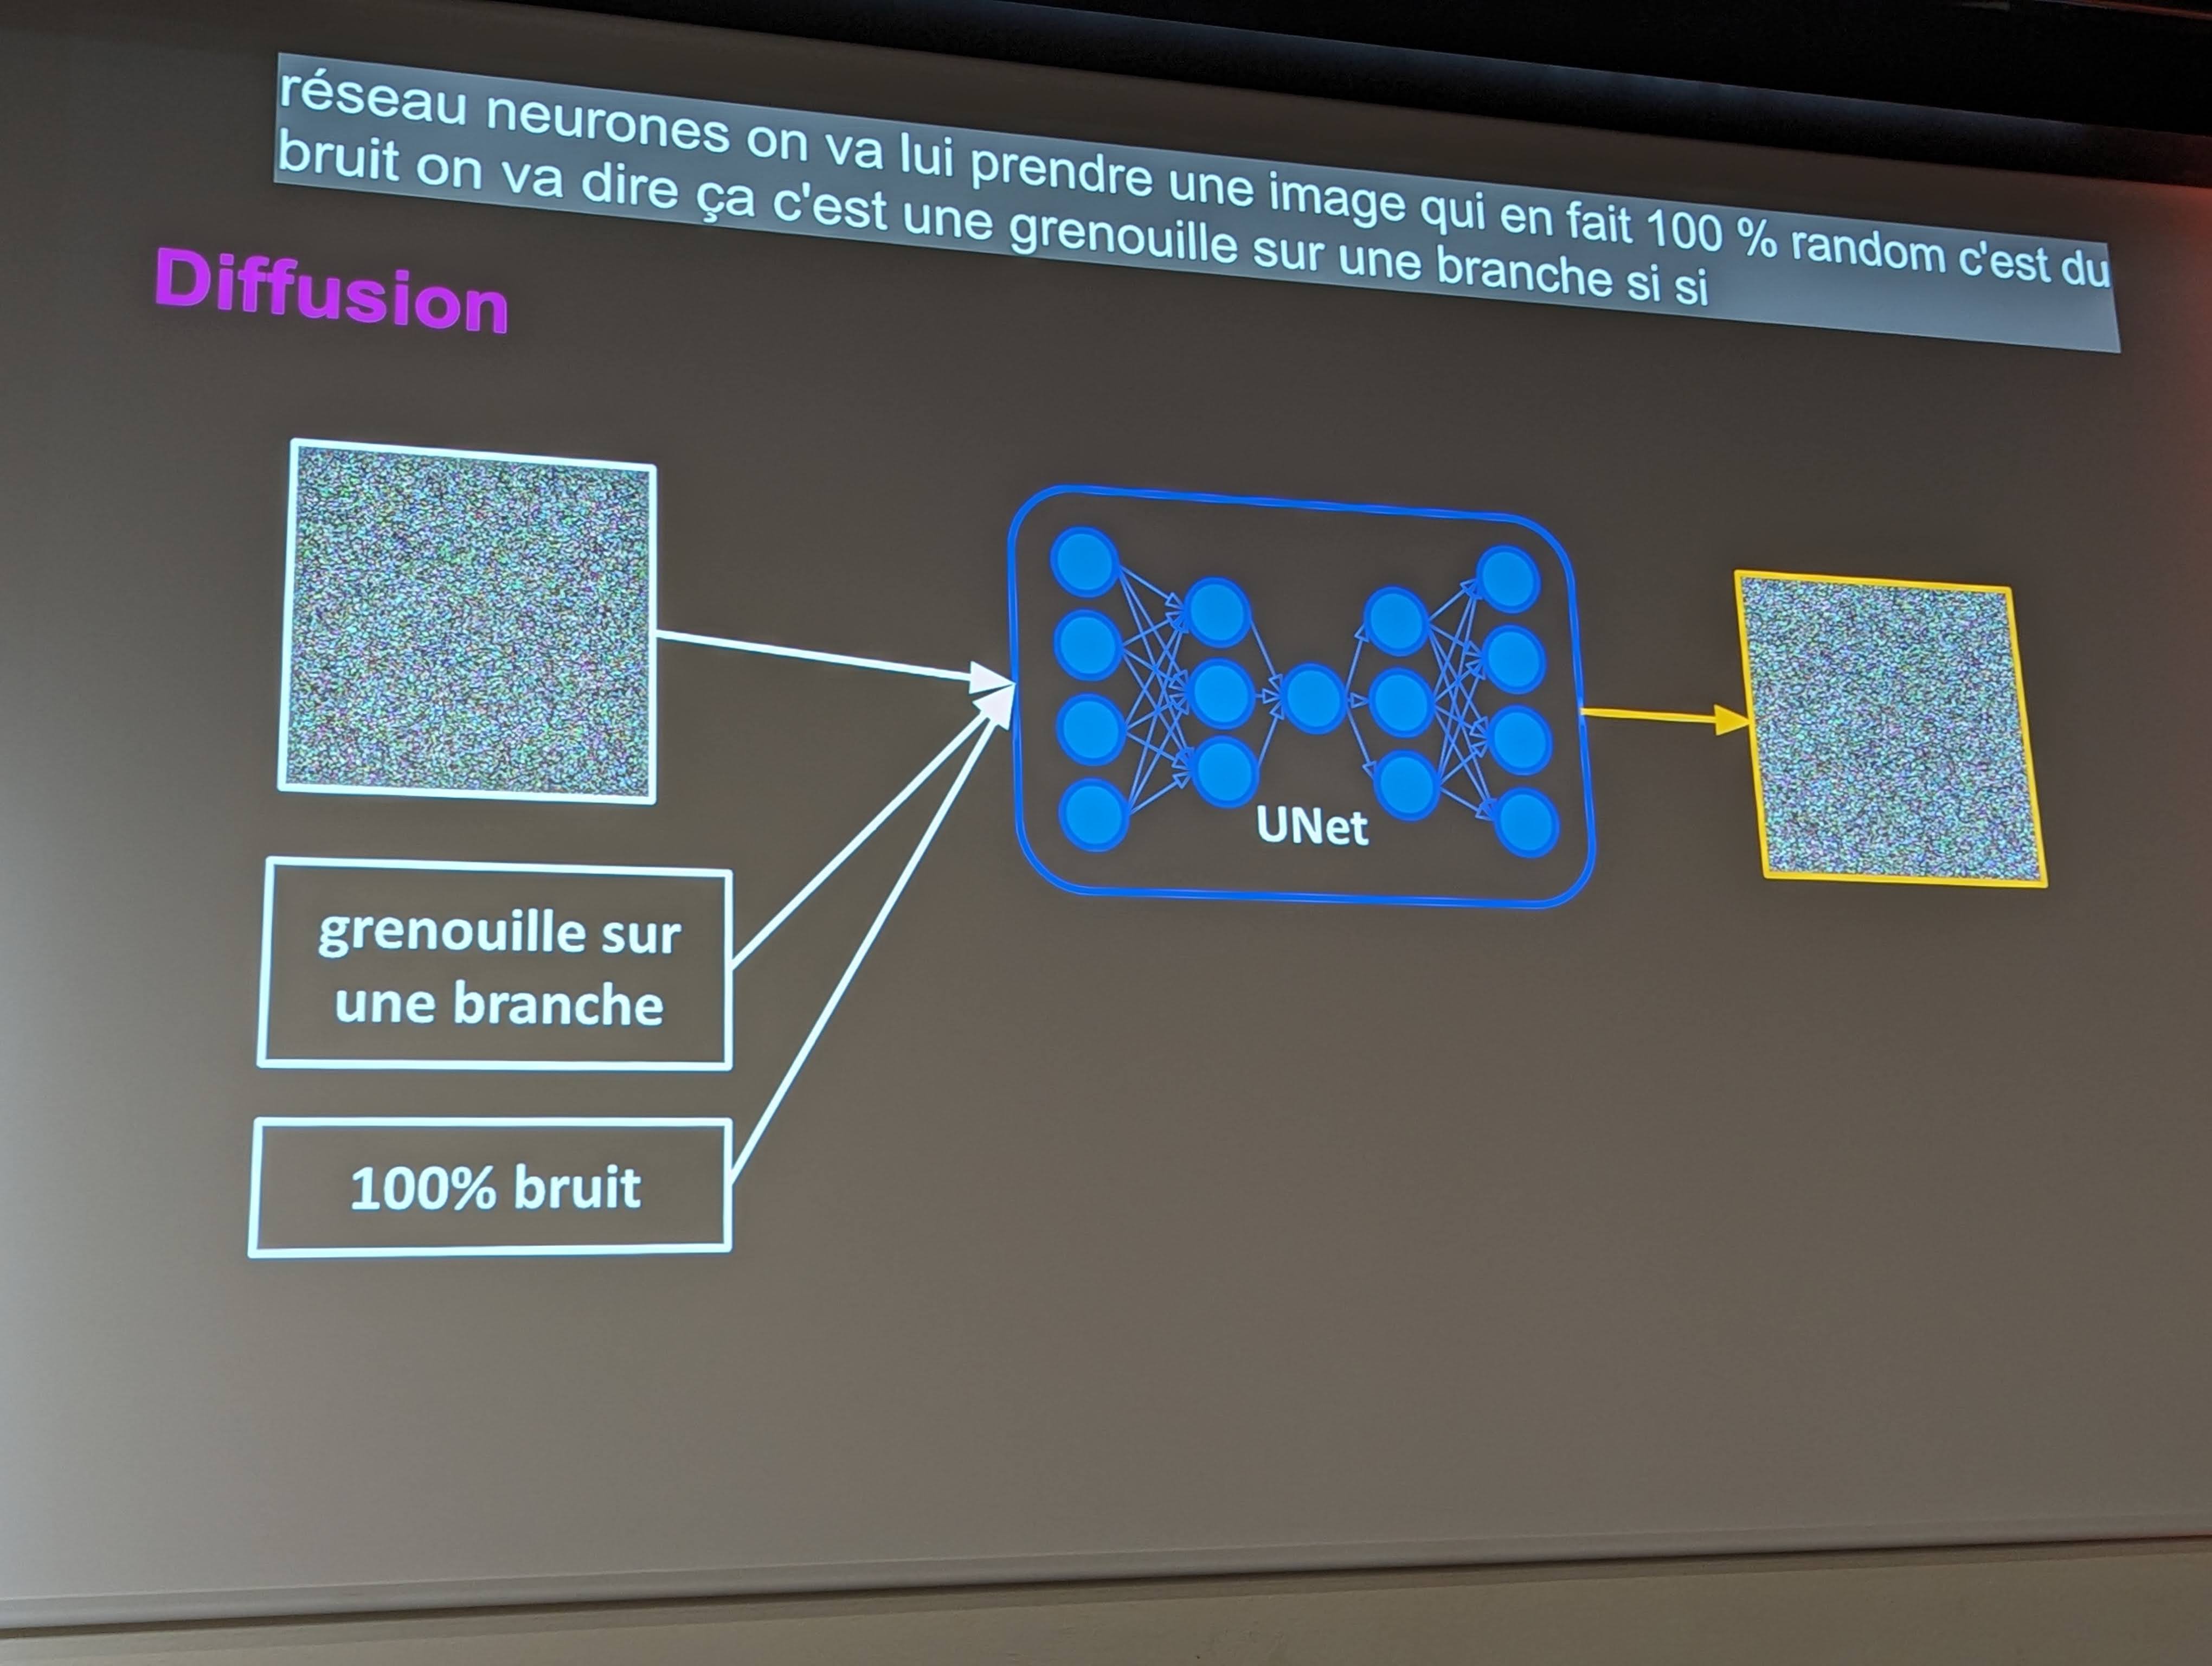 réseau neurones on va lui prendre une image qui en fait 100 % random c'est du
bruit on va dire ça c'est une grenouille sur une branche si si
Diffusion
UNet
grenouille sur
une branche
100% bruit